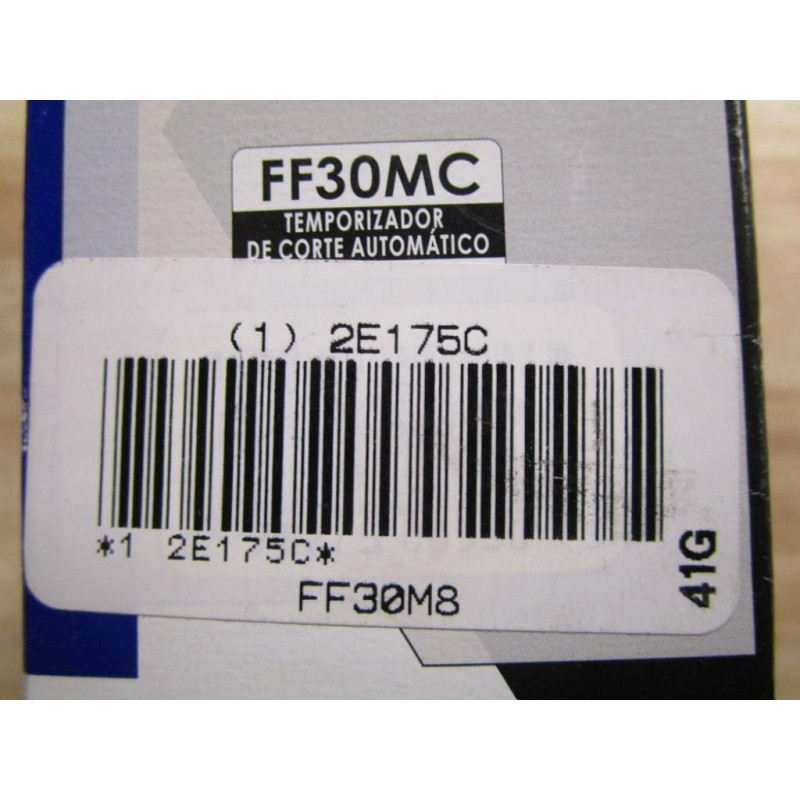 FF30MC
TEMPORIZADOR
DE CORTE AUTOMÁTICO
(1) 2E175C
*1 2E175C*
FF30M8
41G